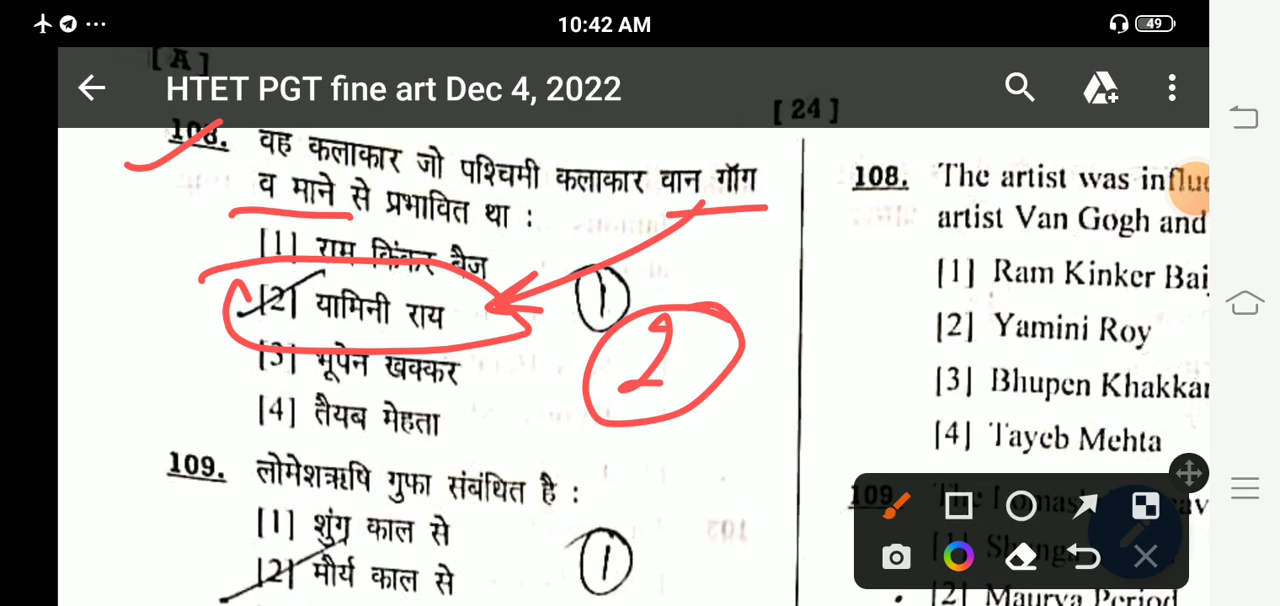 10:42 AM
49
[ A ]
HTET PGT fine art Dec 4, 2022
[ 24 ]
108. वह कलाकार जो पश्चिमी कलाकार वान गॉग
व माने से प्रभावित था :
[1] राम किंकर बैज
[2] यामिनी राय
[3] भूपेन खक्कर
[4] तैयब मेहता
1
2
109. लोमेशऋषि गुफा संबंधित है :
[1] शुंग काल से
[2] मौर्य काल से
1
108. The artist was
artist Van Gogh and
[1] Ram Kinker
[2] Yamini Roy
[3] Bhupen
[4] Tayeb Mehta
109
[2] Maurya Period